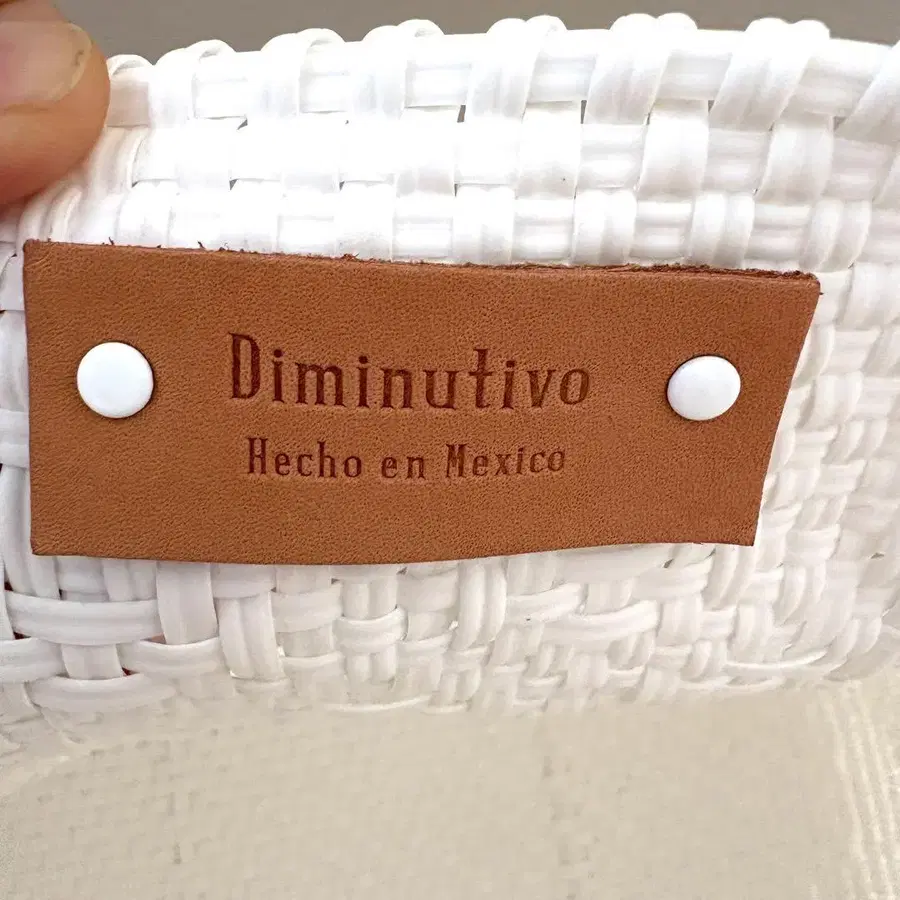 Diminutivo
Hecho en Mexico